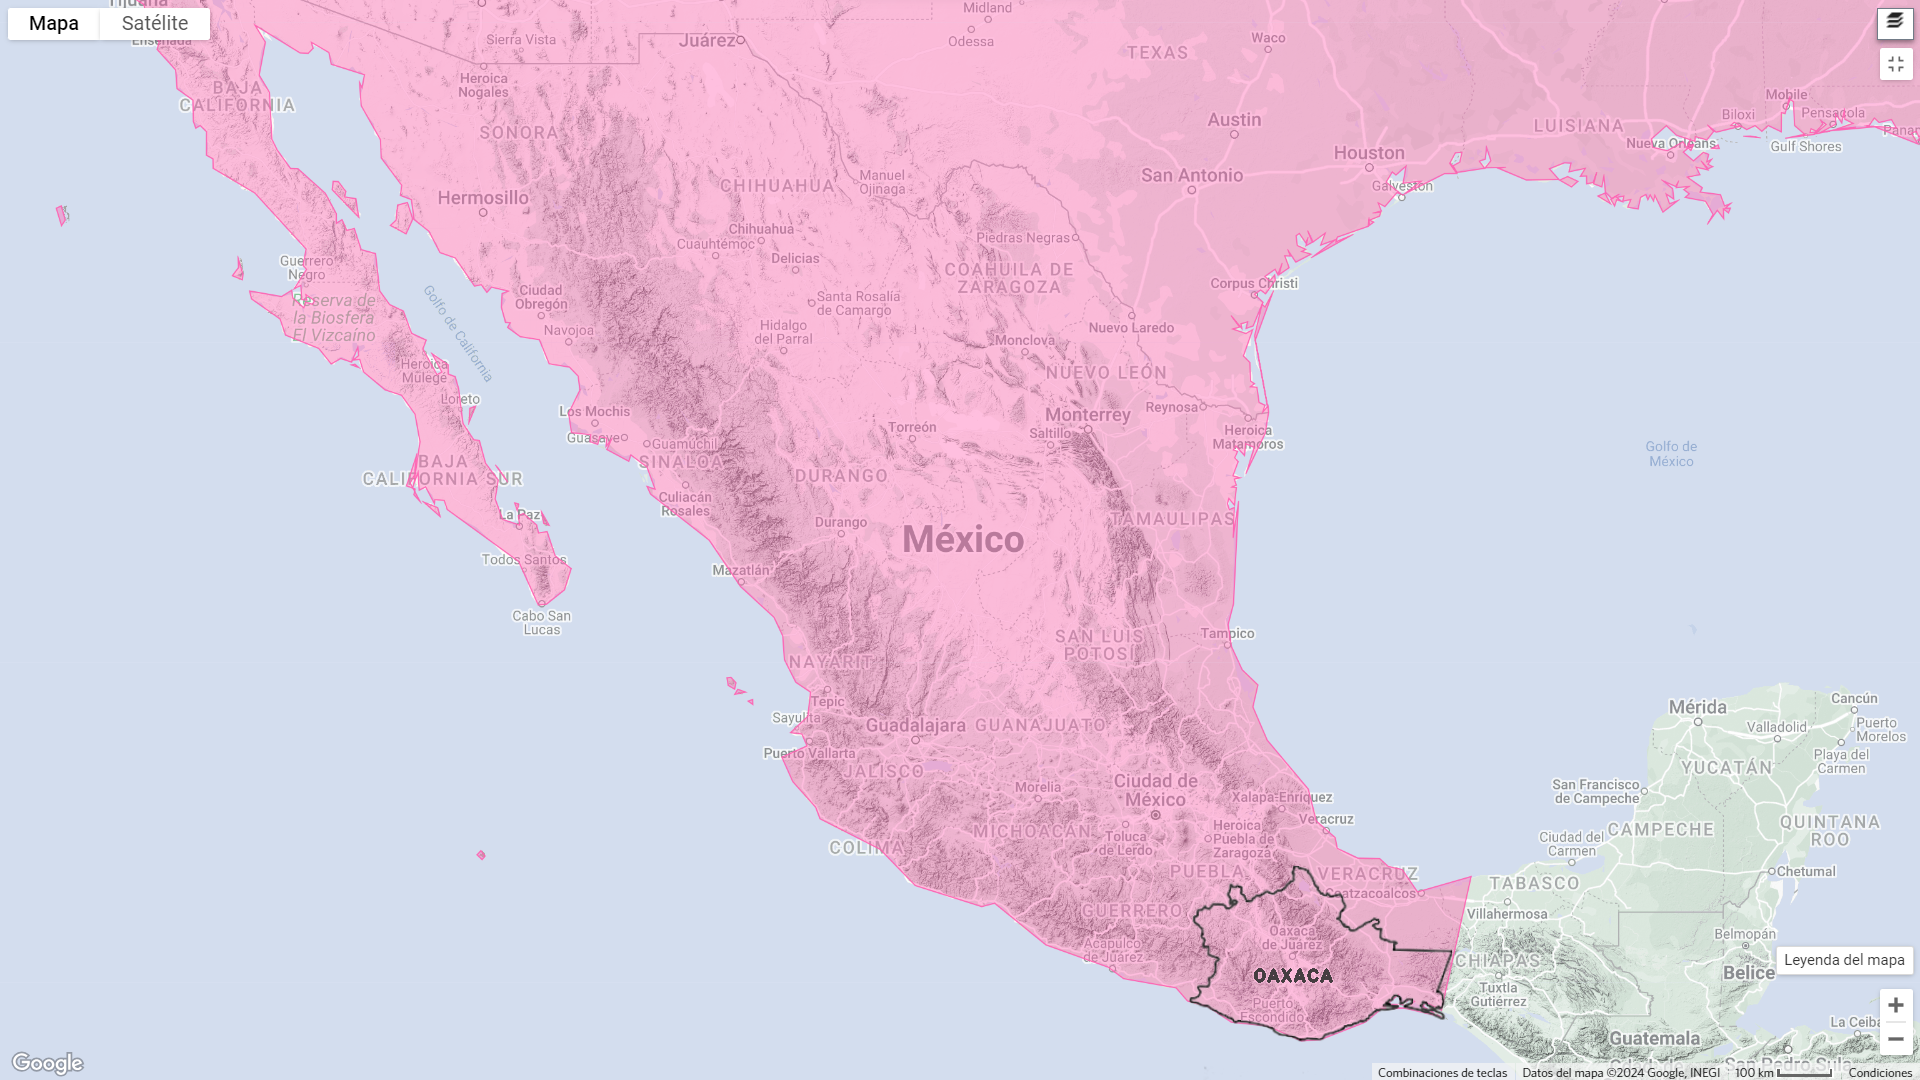 Tijuana
Mapa
Satélite
Ensenada
Sierra Vista
Juárez
Midland
Odessa
TEXAS
Waco
BAJA
CALIFORNIA
Heroica
Nogales
Austin
LUISIANA
Mobile
Biloxi
Pensacola
Gulf Shores
SONORA
Houston
Nueva Orleans
Galveston
San Antonio
Manuel
Ojinaga
CHIHUAHUA
Hermosillo
Chihuahua
Cuauhtémoc
Delicias
Piedras Negras
Guerrero
Negro
Reserva de
la Biosfera
El Vizcaíno
Golfo de California
Ciudad
Obregón
Navojoa
Santa Rosalía
de Camargo
COAHUILA DE
ZARAGOZA
Corpus Christi
Hidalgo
del Parral
Nuevo Laredo
Monclova
NUEVO LEÓN
Heroica
Mulegé
Loreto
Los Mochis
Guasave
Guamúchil
SINALOA
Torreón
Saltillo
Monterrey
Reynosa
Heroica
Matamoros
Golfo de
México
BAJA
CALIFORNIA SUR
DURANGO
Culiacán
Rosales
La Paz
Durango
México
TAMAULIPAS
Todos Santos
Mazatlán
Cabo San
Lucas
SAN LUIS
POTOSÍ
Tampico
NAYARIT
Tepic
Sayulita
Puerto Vallarta
Guadalajara
GUANAJUATO
JALISCO
Morelia
Ciudad de
México
Xalapa-Enríquez
Veracruz
MICHOACÁN
Toluca
de Lerdo
Heroica
Puebla de
Zaragoza
COLIMA
PUEBLA
VERACRUZ
Coatzacoalcos
GUERRERO
Acapulco
de Juárez
Oaxaca
de Juárez
OAXACA
Puerto
Escondido
Mérida
Cancún
Valladolid
Puerto
Morelos
Playa del
Carmen
YUCATÁN
San Francisco
de Campeche
Ciudad del
Carmen
CAMPECHE
QUINTANA
ROO
Chetumal
TABASCO
Villahermosa
Belmopán
Belice
CHIAPAS
Tuxtla
Gutiérrez
Leyenda del mapa
La Ceiba
Guatemala
San Pedro Sula
Google
Combinaciones de teclas
Datos del mapa ©2024 Google, INEGI
100 km
Condiciones